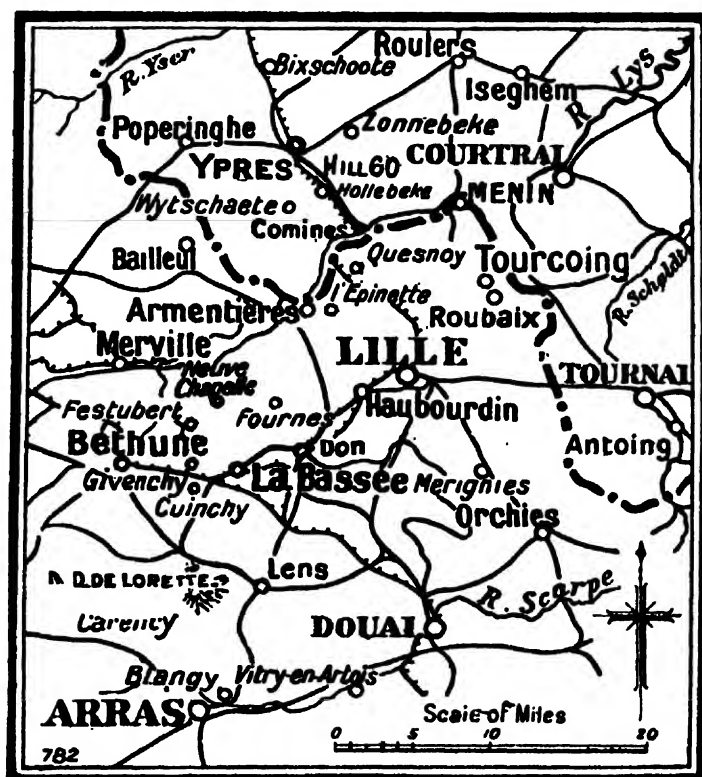 R. Yser
Bixschoote
Roulers
Iseghem
R. Lys
Poperinghe
Zonnebeke
YPRES
HILL 60
COURTRAI
Hollebeke
MENIN
Wytschaete
Comines
Bailleul
Quesnoy
Tourcoing
R. Scheldt
Armentières
l'Epinette
Roubaix
Merville
LILLE
Neuve
Chapelle
TOURNAI
Festubert
Fournes
Haubourdin
Bethune
Don
Antoing
Givenchy
La Bassée
Merignies
Cuinchy
Orchies
Lens
N. D. DE LORETTE
R. Scarpe
Carency
DOUAI
Blangy
Vitry-en-Artois
ARRAS
Scale of Miles
0 5 10 20
782